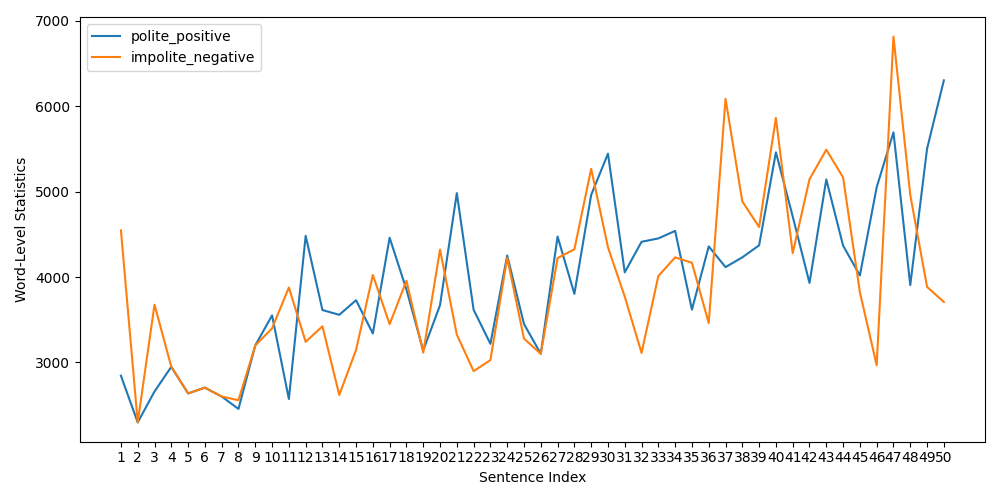 7000
6000
5000
4000
3000
Word-Level Statistics
polite_positive
impolite_negative
1 2 3 4 5 6 7 8 9 10 11 12 13 14 15 16 17 18 19 20 21 22 23 24 25 26 27 28 29 30 31 32 33 34 35 36 37 38 39 40 41 42 43 44 45 46 47 48 49 50
Sentence Index